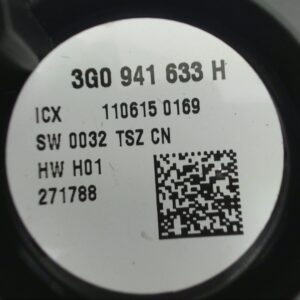 3G0 941 633 H
ICX 110615 0169
SW 0032 TSZ CN
HW H01
271788